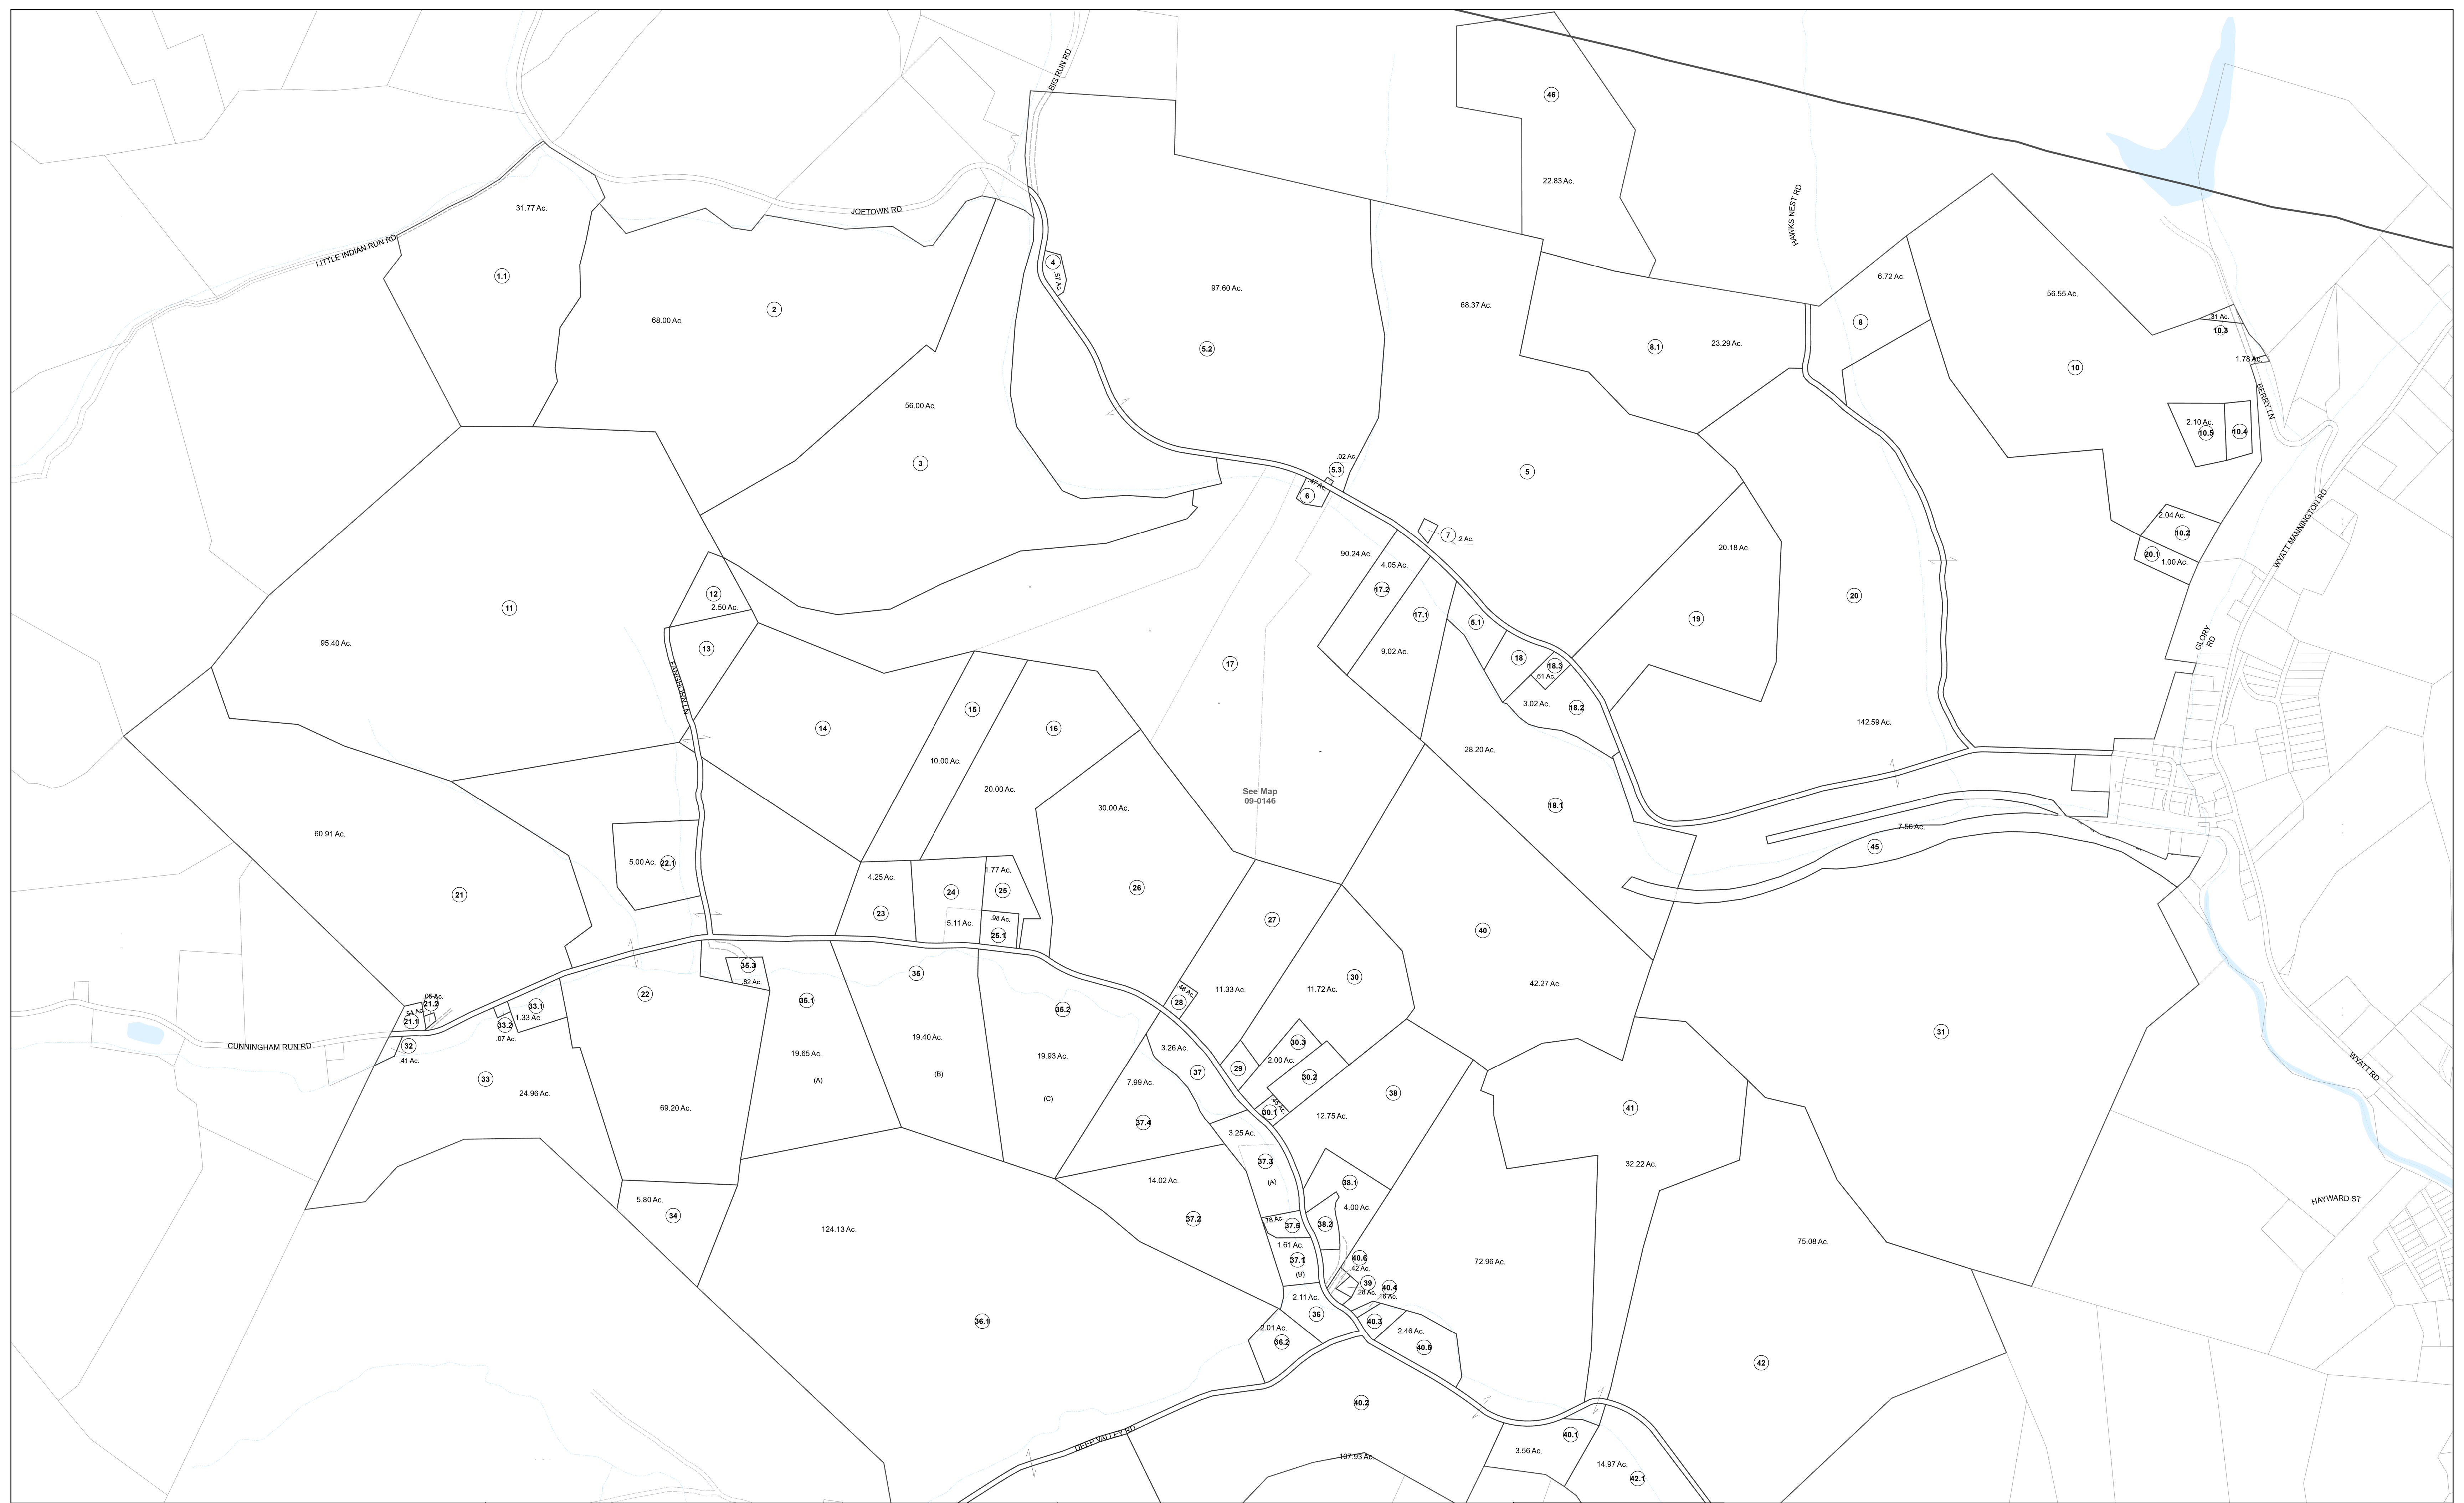 BIG RUN RD
46
22.83 Ac.
HAWKS NEST RD
31.77 Ac.
JOETOWN RD
LITTLE INDIAN RUN RD
1.1
4
.57 Ac.
6.72 Ac.
97.60 Ac.
56.55 Ac.
68.37 Ac.
2
68.00 Ac.
.31 Ac.
10.3
8
23.29 Ac.
8.1
5.2
1.78 Ac.
10
BERRY LN
56.00 Ac.
2.10 Ac.
10.5
10.4
3
.02 Ac.
5.3
5
.47 Ac.
6
2.04 Ac.
10.2
WYATT MANNINGTON RD
7
.2 Ac.
20.18 Ac.
90.24 Ac.
20.1
1.00 Ac.
4.05 Ac.
17.2
12
2.50 Ac.
20
11
17.1
19
5.1
GLORY
RD
95.40 Ac.
13
9.02 Ac.
18
17
18.3
.61 Ac.
FANGHORN LN
3.02 Ac.
18.2
15
142.59 Ac.
14
16
28.20 Ac.
10.00 Ac.
20.00 Ac.
See Map
09-0146
18.1
30.00 Ac.
7.56 Ac.
60.91 Ac.
45
5.00 Ac.
22.1
1.77 Ac.
4.25 Ac.
26
21
24
25
23
27
.98 Ac.
5.11 Ac.
25.1
40
35.3
.82 Ac.
35
30
42.27 Ac.
22
11.33 Ac.
11.72 Ac.
.46 Ac.
28
.05 Ac.
21.2
.54 Ac.
21.1
33.1
1.33 Ac.
33.2
.07 Ac.
35.1
35.2
31
CUNNINGHAM RUN RD
32
.41 Ac.
19.65 Ac.
(A)
19.40 Ac.
(B)
19.93 Ac.
(C)
3.26 Ac.
37
30.3
2.00 Ac.
29
30.2
WYATT RD
33
24.96 Ac.
7.99 Ac.
37.4
38
12.75 Ac.
.45 Ac.
30.1
41
69.20 Ac.
3.25 Ac.
37.3
(A)
32.22 Ac.
38.1
4.00 Ac.
14.02 Ac.
37.2
HAYWARD ST
5.80 Ac.
34
124.13 Ac.
.78 Ac.
37.5
38.2
75.08 Ac.
1.61 Ac.
37.1
(B)
40.6
.42 Ac.
72.96 Ac.
39
.28 Ac.
40.4
.16 Ac.
2.11 Ac.
36
36.1
40.3
2.01 Ac.
36.2
2.46 Ac.
40.5
42
40.2
DEEP VALLEY RD
40.1
3.56 Ac.
107.93 Ac.
14.97 Ac.
42.1